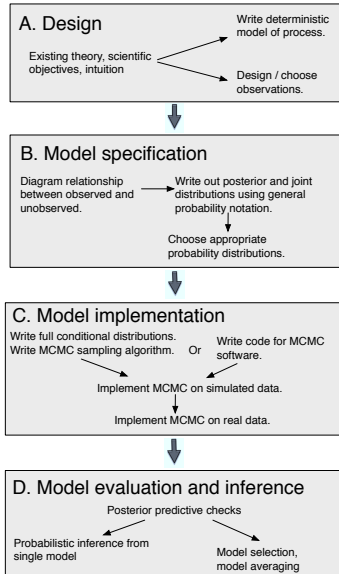 A. Design
Write deterministic
model of process.
Existing theory, scientific
objectives, intuition
Design / choose
observations.
B. Model specification
Diagram relationship
between observed and
unobserved.
Write out posterior and joint
distributions using general
probability notation.
Choose appropriate
probability distributions.
C. Model implementation
Write full conditional distributions.
Write MCMC sampling algorithm.
Or
Write code for MCMC
software.
Implement MCMC on simulated data.
Implement MCMC on real data.
D. Model evaluation and inference
Posterior predictive checks
Probabilistic inference from
single model
Model selection,
model averaging